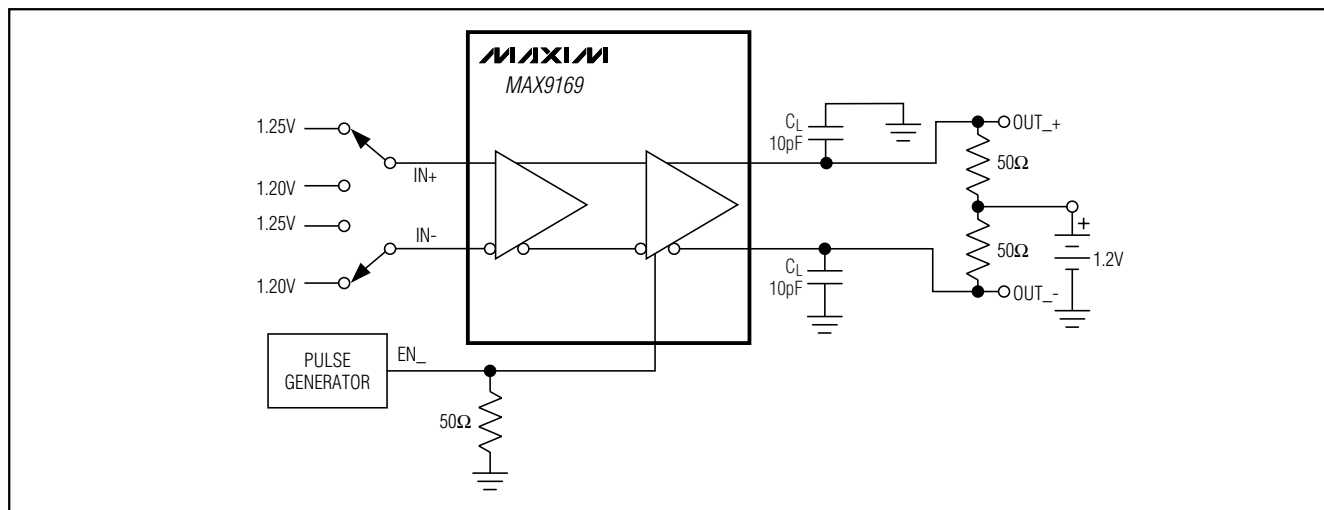 MAXIM
MAX9169
1.25V
1.20V
1.25V
1.20V
IN+
IN-
PULSE
GENERATOR
EN_
50Ω
CL
10pF
CL
10pF
OUT_+
50Ω
50Ω
+
1.2V
OUT_-